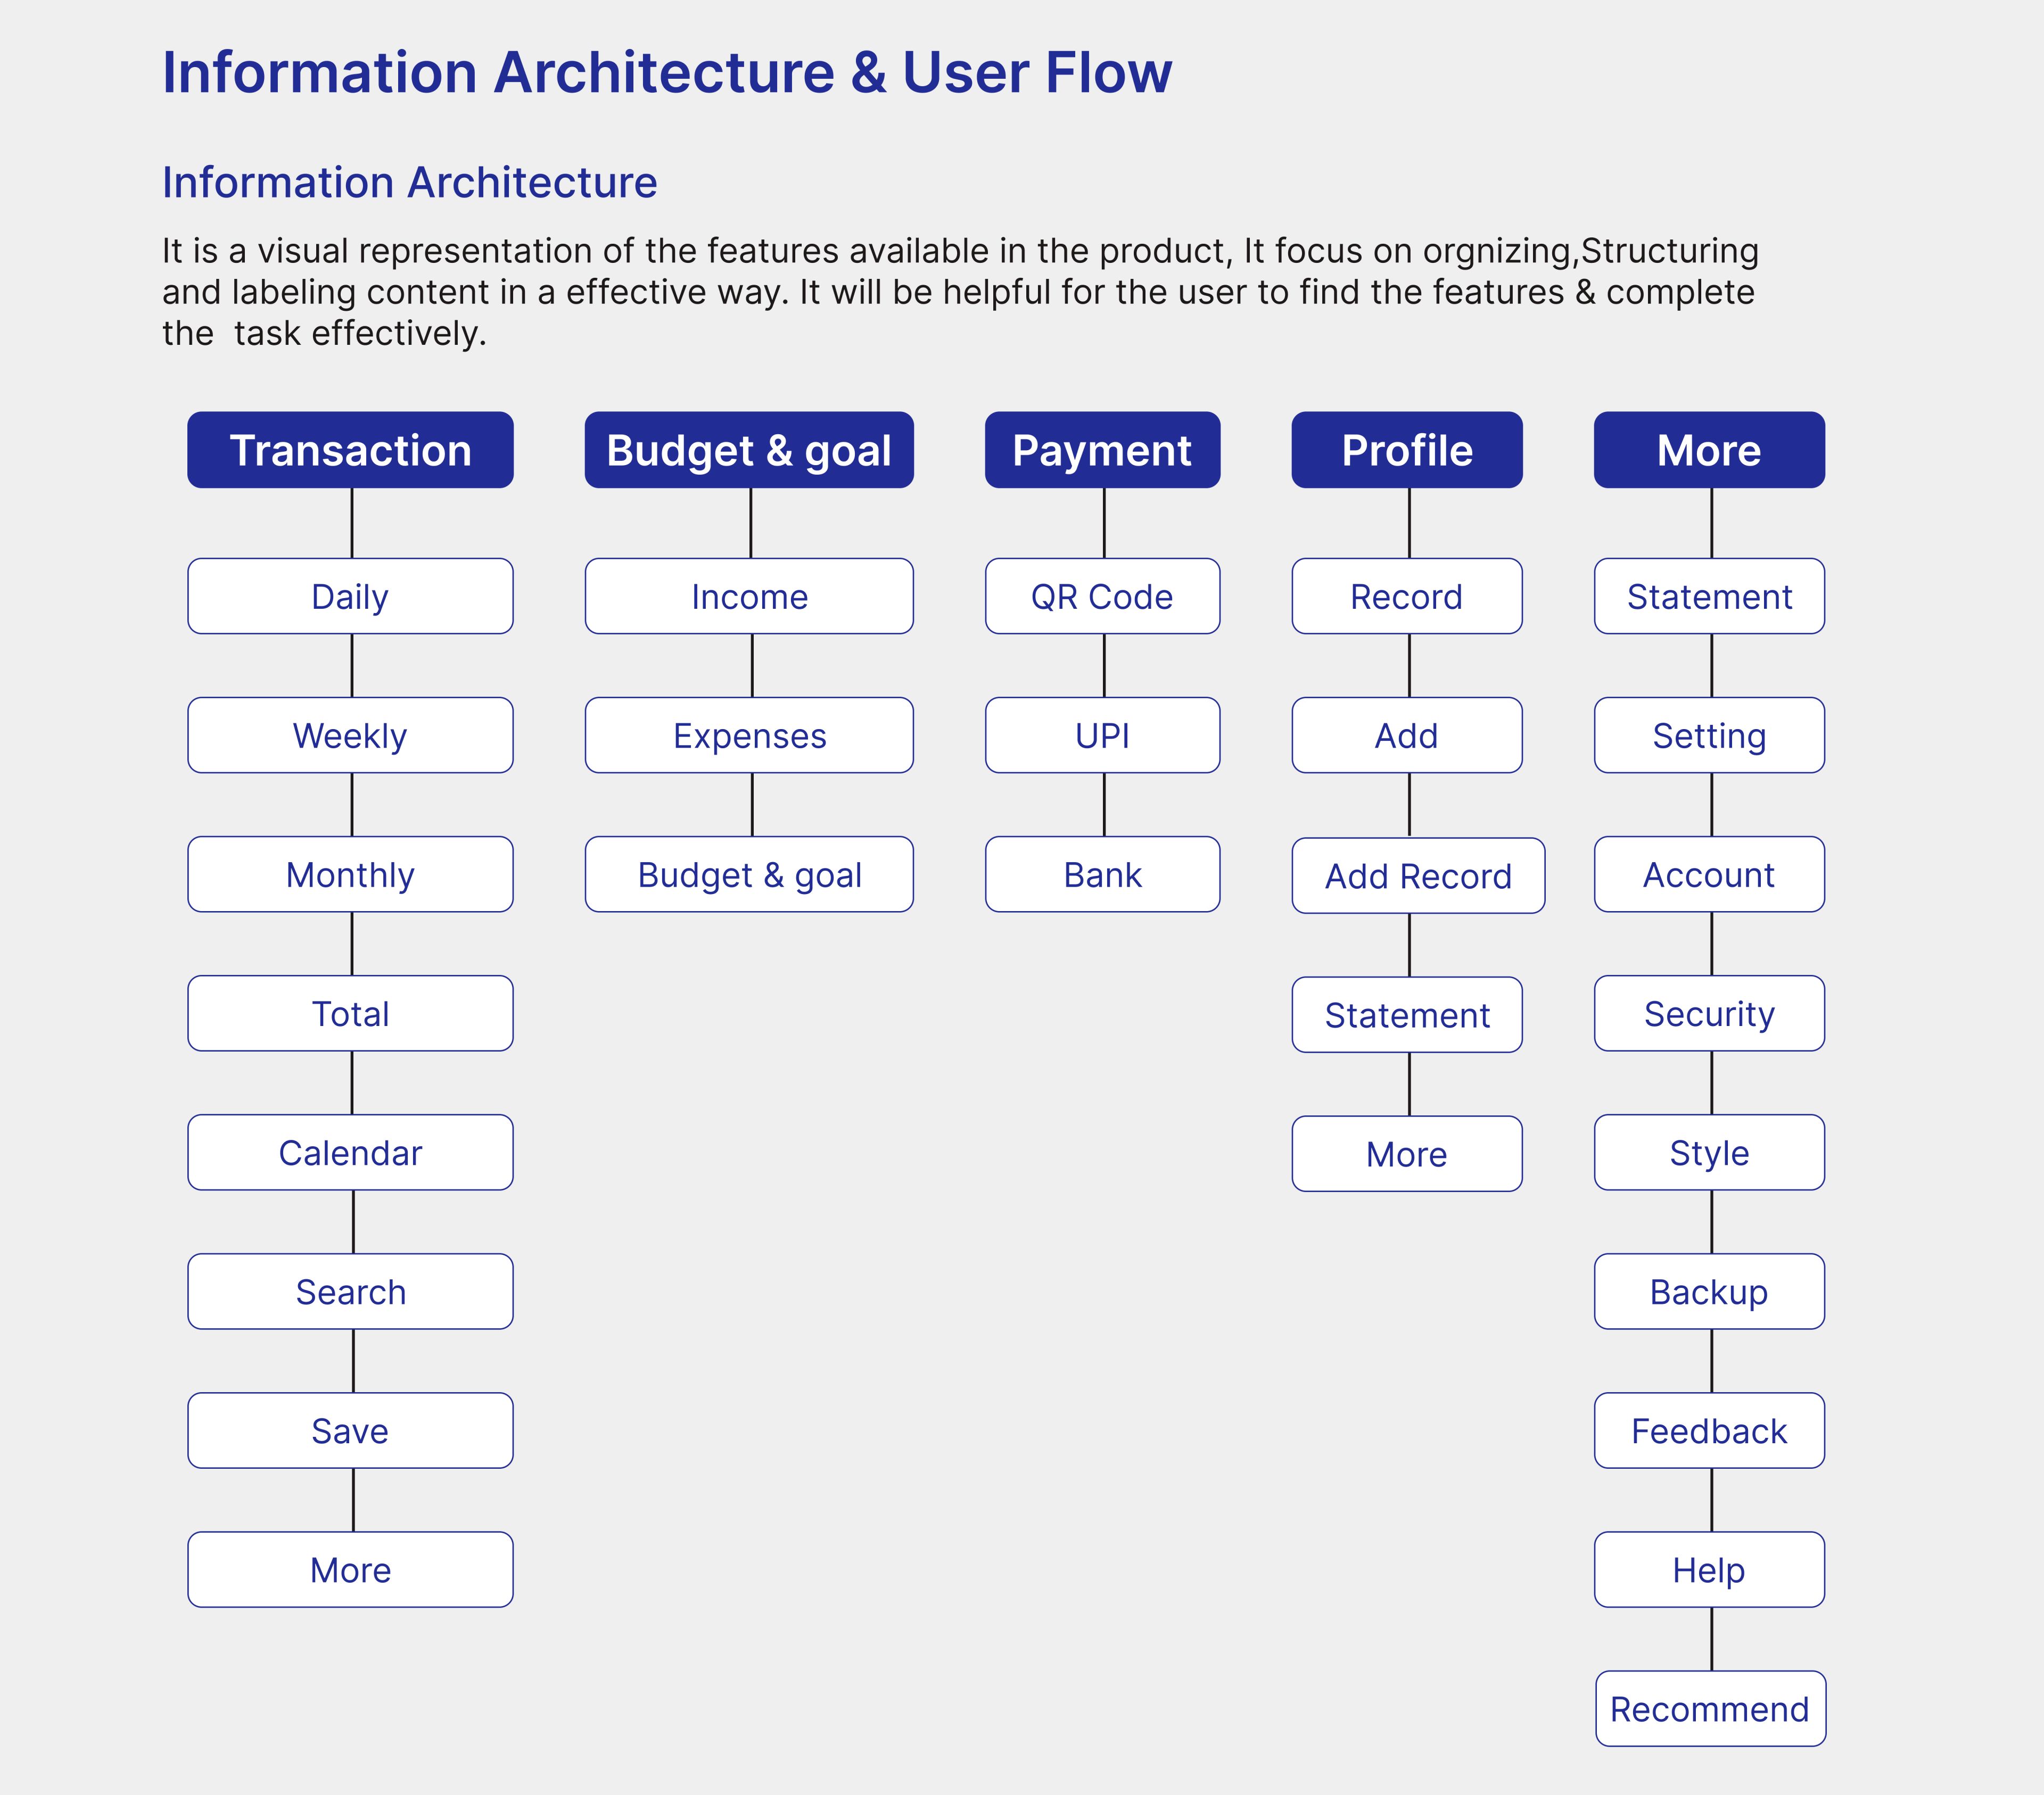 Information Architecture & User Flow
Information Architecture
It is a visual representation of the features available in the product, It focus on orgnizing,Structuring
and labeling content in a effective way. It will be helpful for the user to find the features & complete
the  task effectively.
Transaction
Daily
Weekly
Monthly
Total
Calendar
Search
Save
More
Budget & goal
Income
Expenses
Budget & goal
Payment
QR Code
UPI
Bank
Profile
Record
Add
Add Record
Statement
More
More
Statement
Setting
Account
Security
Style
Backup
Feedback
Help
Recommend